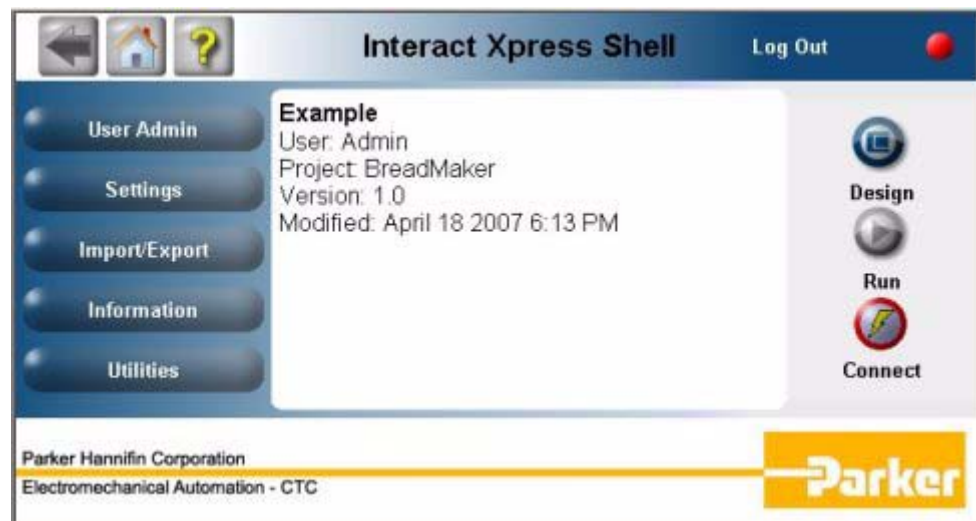 Interact Xpress Shell
Log Out
User Admin
Settings
Import/Export
Information
Utilities
Example
User: Admin
Project: BreadMaker
Version: 1.0
Modified: April 18 2007 6:13 PM
Design
Run
Connect
Parker Hannifin Corporation
Electromechanical Automation - CTC
Parker